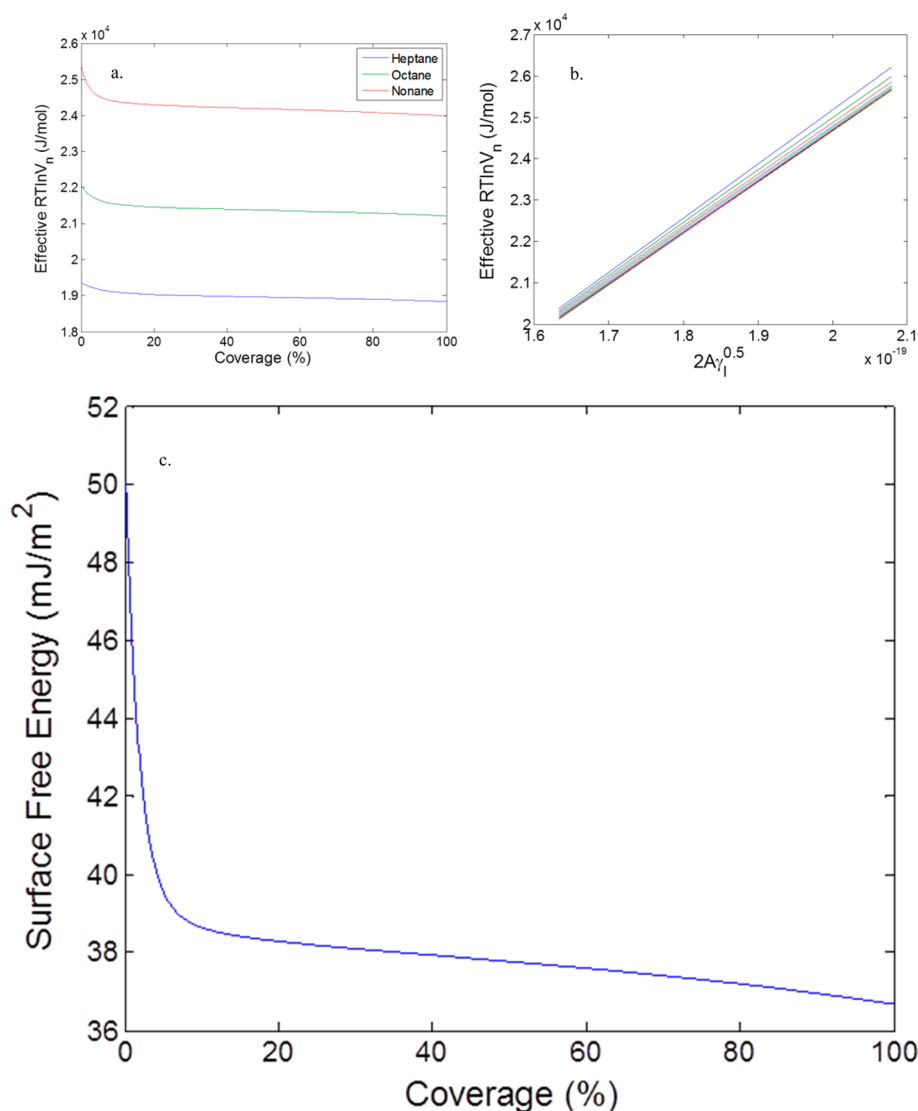 x 10^4
2.6
2.5
2.4
2.3
2.2
2.1
2
1.9
1.8
0
20
40
60
80
100
Effective RTlnV_n (J/mol)
Coverage (%)
a.
Heptane
Octane
Nonane
x 10^4
2.7
2.6
2.5
2.4
2.3
2.2
2.1
2
1.6
1.7
1.8
1.9
2
2.1
x 10^-19
Effective RTlnV_n (J/mol)
2Aγ_l^0.5
b.
52
50
48
46
44
42
40
38
36
0
20
40
60
80
100
Surface Free Energy (mJ/m^2)
Coverage (%)
c.